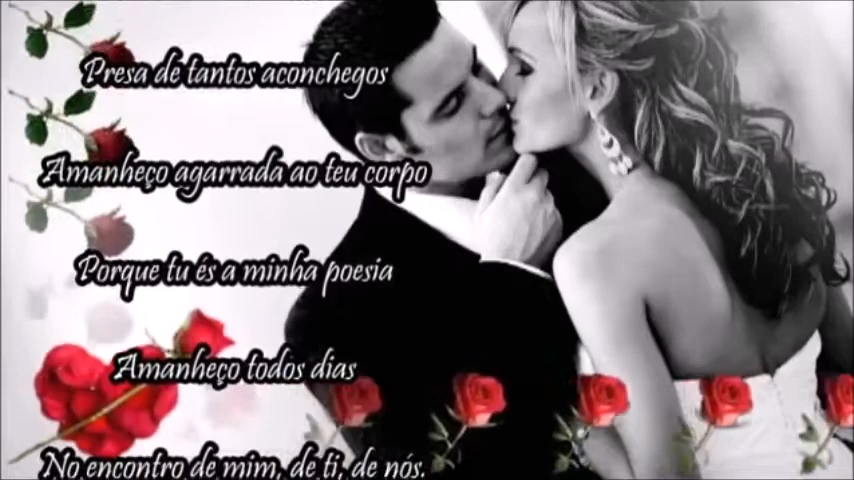 Presa de tantos aconchegos
Amanheço agarrada ao teu corpo
Porque tu és a minha poesia
Amanheço todos dias
No encontro de mim, de ti, de nós.